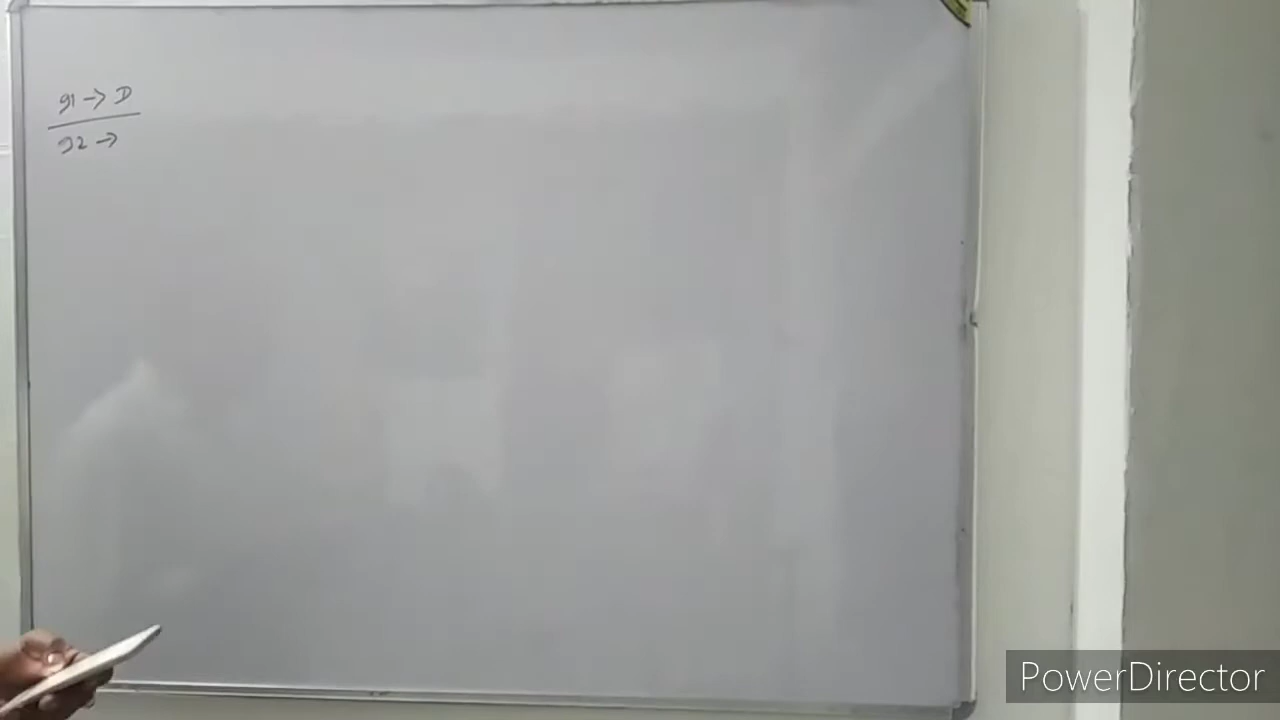 91 → D
92 →
PowerDirector